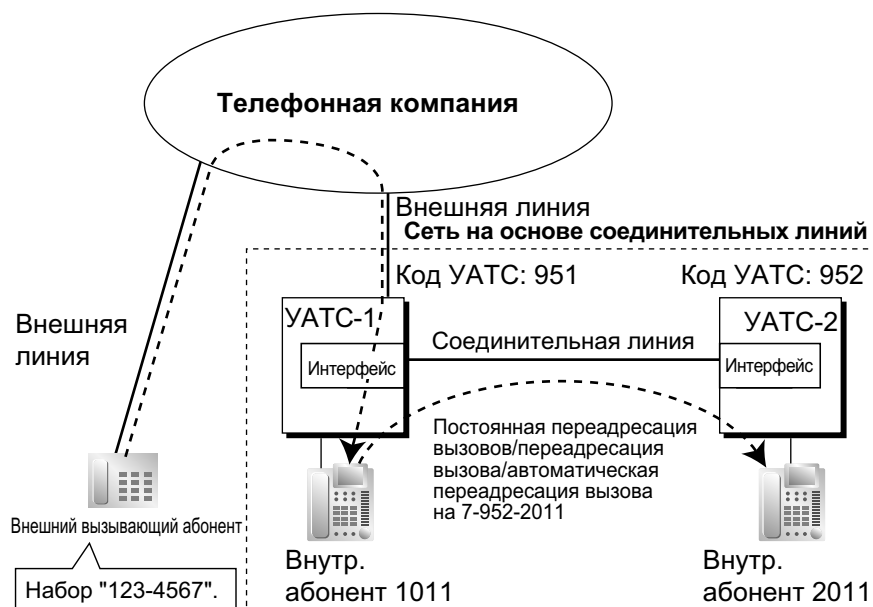 Телефонная компания
Внешняя линия
Сеть на основе соединительных линий
Код УАТС: 951
Код УАТС: 952
Внешняя
линия
УАТС-1
УАТС-2
Соединительная линия
Интерфейс
Интерфейс
Постоянная переадресация
вызовов/переадресация
вызова/автоматическая
переадресация вызова
на 7-952-2011
Внешний вызывающий абонент
Набор "123-4567".
Внутр.
абонент 1011
Внутр.
абонент 2011